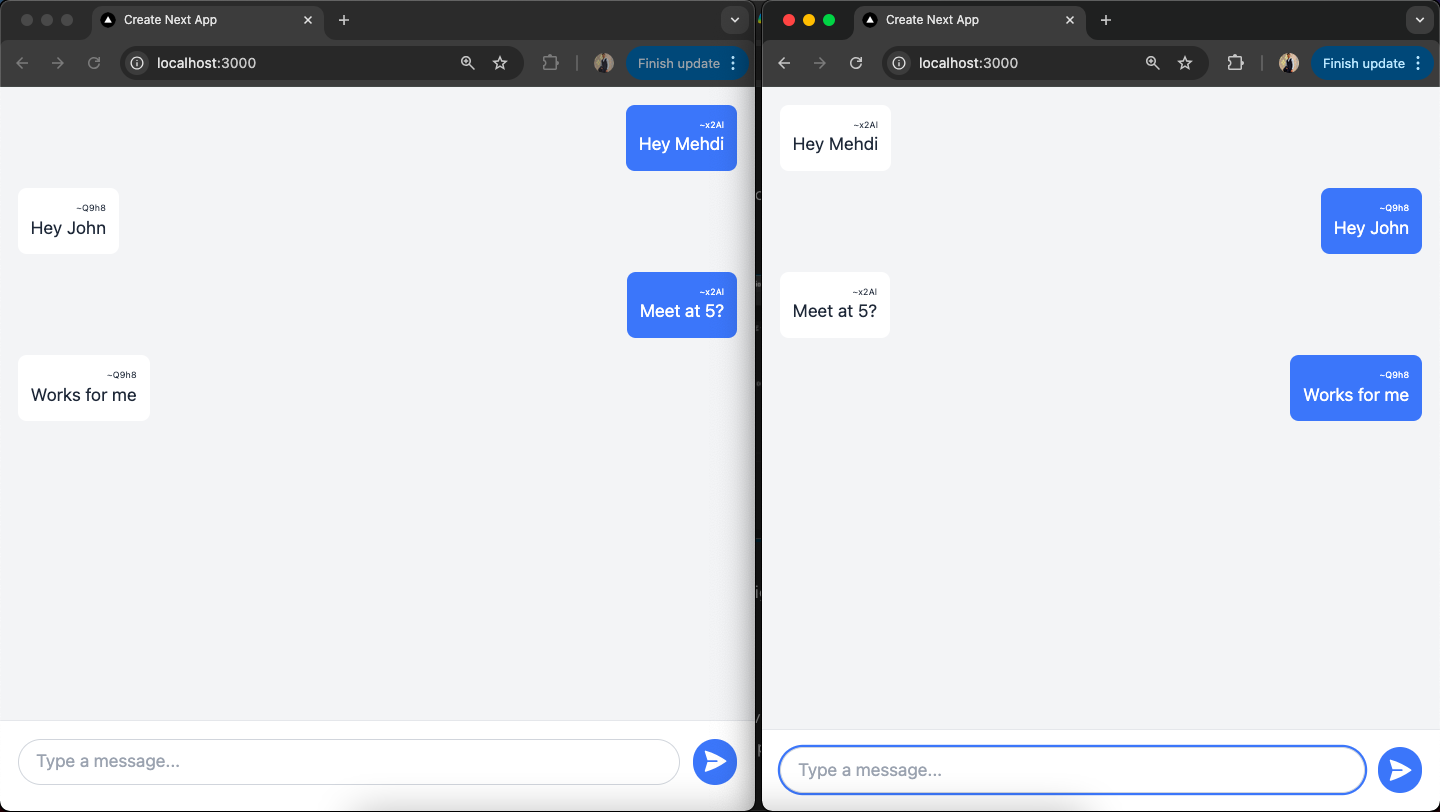 Create Next App
localhost:3000
Finish update
~x2AI
Hey Mehdi
~Q9h8
Hey John
~x2AI
Meet at 5?
~Q9h8
Works for me
Type a message...
Create Next App
localhost:3000
Finish update
~x2AI
Hey Mehdi
~Q9h8
Hey John
~x2AI
Meet at 5?
~Q9h8
Works for me
Type a message...